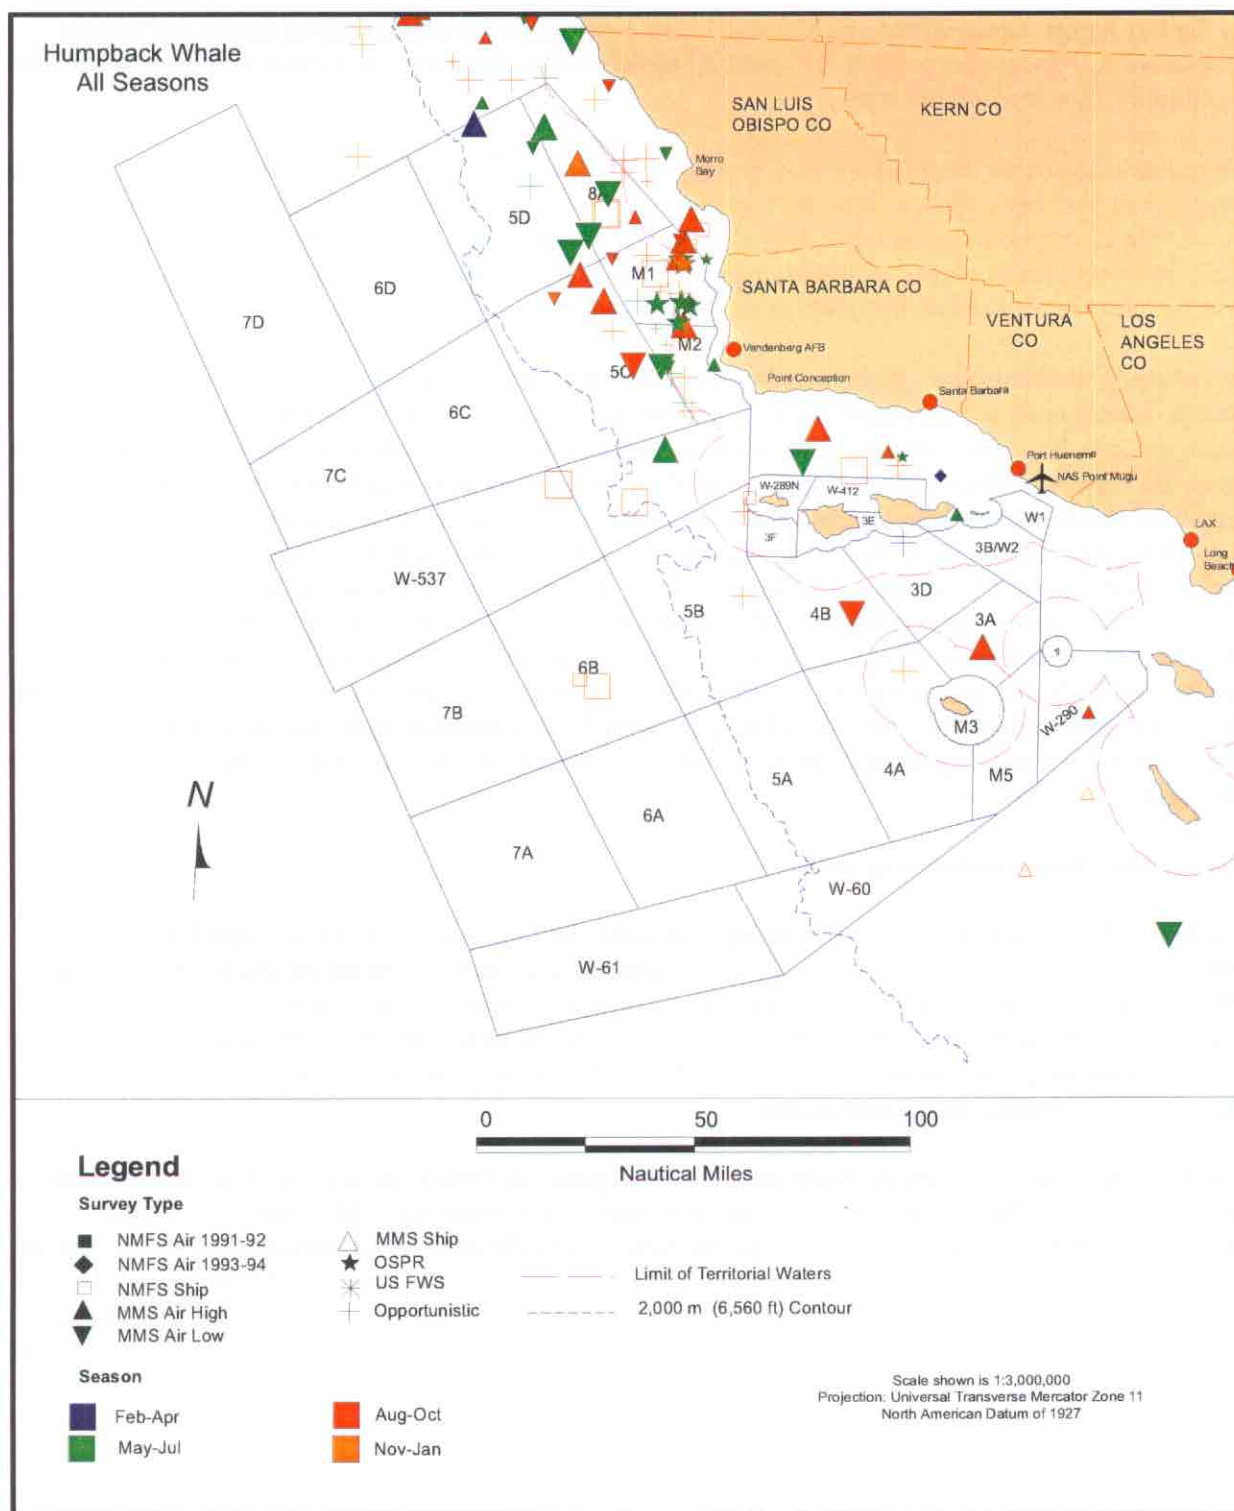 Humpback Whale
All Seasons
SAN LUIS
OBISPO CO
KERN CO
Morro
Bay
8A
5D
6D
M1
SANTA BARBARA CO
7D
VENTURA
CO
LOS
ANGELES
CO
M2
Vandenberg AFB
5C
Point Conception
Santa Barbara
6C
7C
Port Hueneme
NAS Point Mugu
W-289N
W-412
W1
3E
3F
LAX
3B/W2
Long
Beach
W-537
3D
5B
4B
3A
6B
7B
W-290
M3
4A
M5
5A
N
6A
7A
W-60
W-61
0
50
100
Nautical Miles
Legend
Survey Type
NMFS Air 1991-92
NMFS Air 1993-94
NMFS Ship
MMS Air High
MMS Air Low
MMS Ship
OSPR
US FWS
Opportunistic
Limit of Territorial Waters
2,000 m (6,560 ft) Contour
Season
Feb-Apr
May-Jul
Aug-Oct
Nov-Jan
Scale shown is 1:3,000,000
Projection: Universal Transverse Mercator Zone 11
North American Datum of 1927